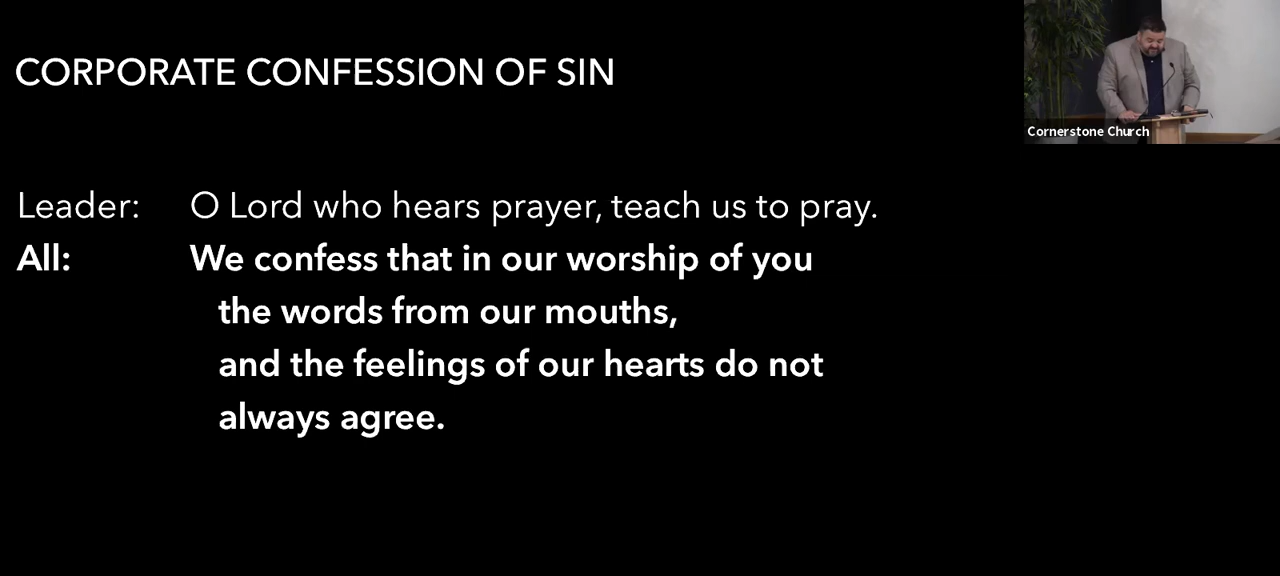 CORPORATE CONFESSION OF SIN
Cornerstone Church
Leader: O Lord who hears prayer, teach us to pray.
All: We confess that in our worship of you
the words from our mouths,
and the feelings of our hearts do not
always agree.